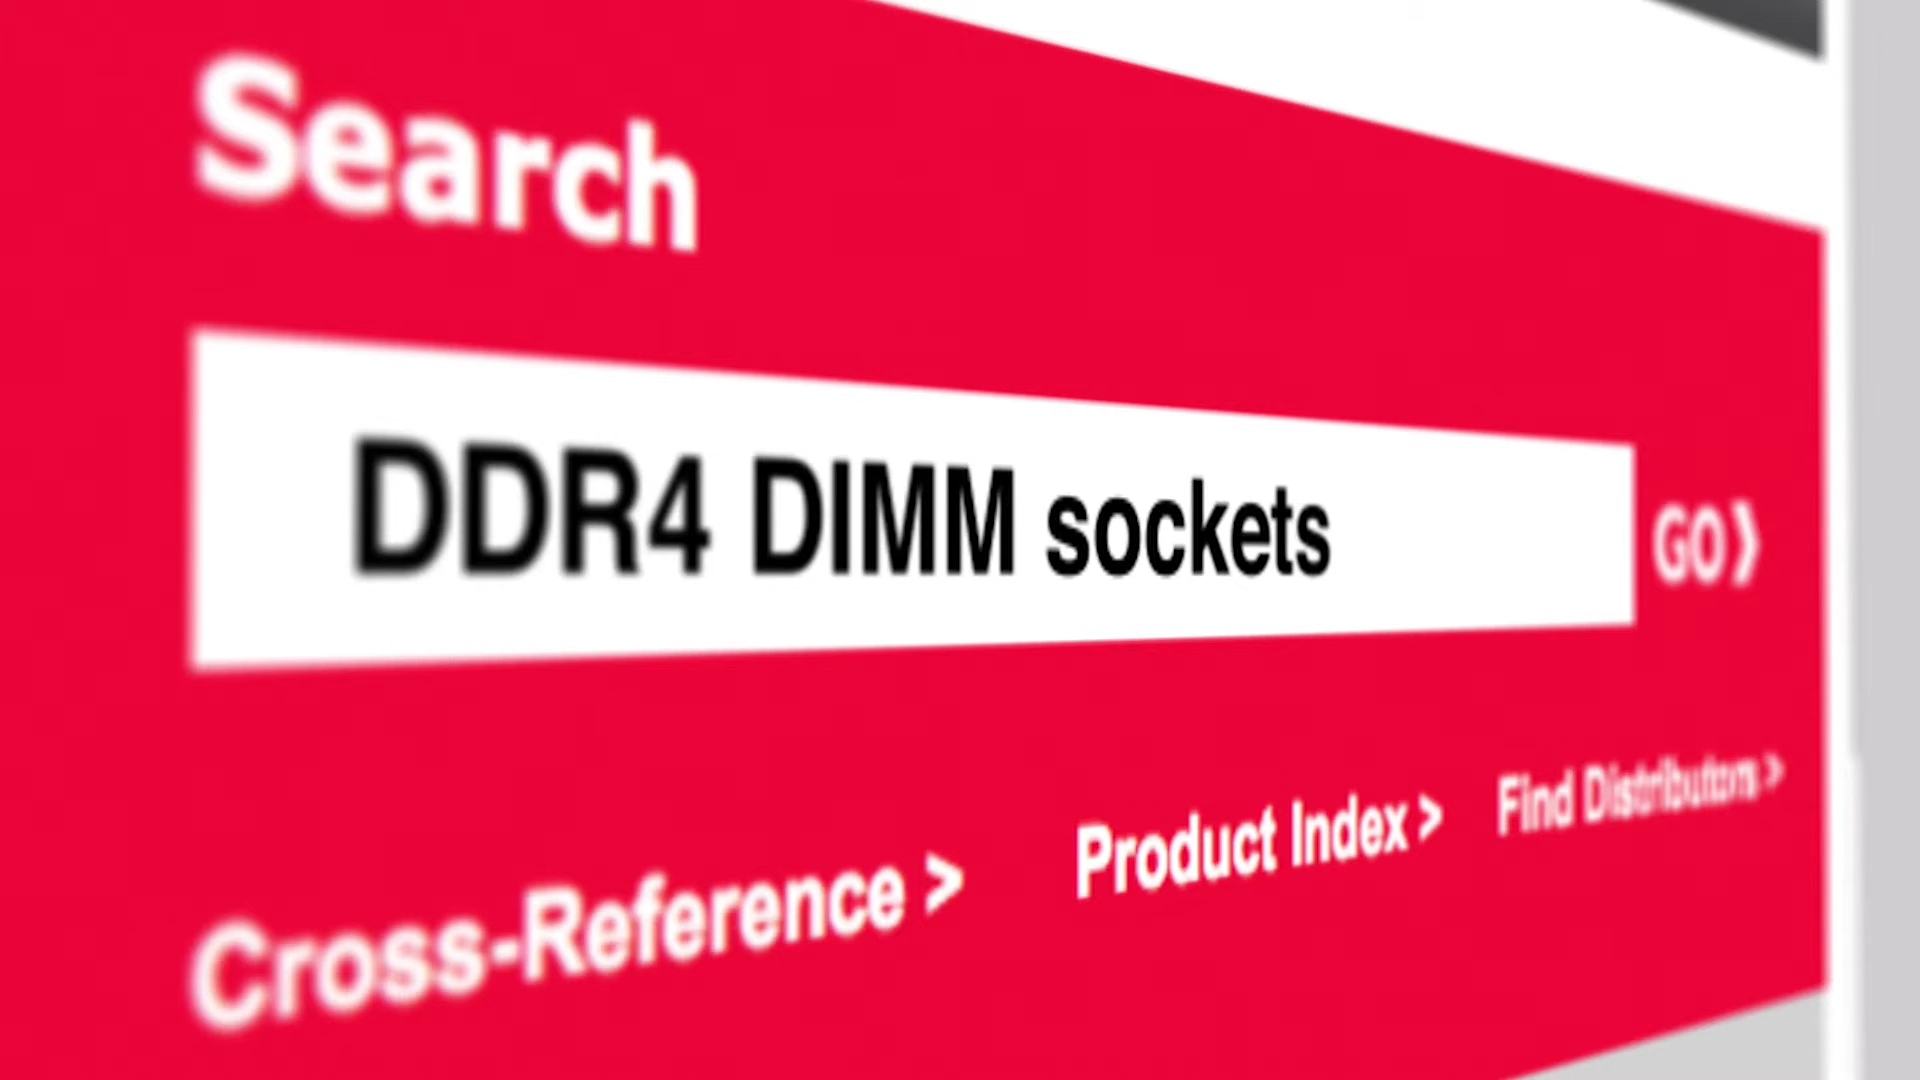 Search
DDR4 DIMM sockets
GO❯
Cross-Reference > Product Index > Find Distributors >